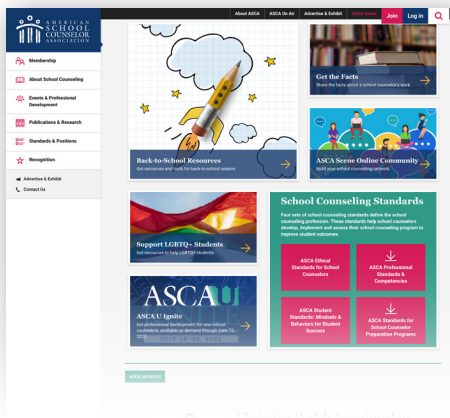 AMERICAN
SCHOOL
COUNSELOR
ASSOCIATION
About ASCA
ASCA On Air
Advertise & Exhibit
ASCA Scene
Join
Log in
Membership
About School Counseling
Events & Professional
Development
Publications & Research
Standards & Positions
Recognition
Advertise & Exhibit
Contact Us
Back-to-School Resources
Get resources and tools for back-to-school season.
Get the Facts
Share the facts about a school counselor's work.
ASCA Scene Online Community
Build your school counseling network.
Support LGBTQ+ Students
Get resources to help LGBTQ+ students.
ASCA U
ASCA U Ignite
Get professional development for new school
counselors, available on demand through June 15,
School Counseling Standards
Four sets of school counseling standards define the school
counseling profession. These standards help school counselors
develop, implement and assess their school counseling program to
improve student outcomes.
ASCA Ethical
Standards for School
Counselors
ASCA Professional
Standards &
Competencies
ASCA Student
Standards: Mindsets &
Behaviors for Student
Success
ASCA Standards for
School Counselor
Preparation Programs
ASCA UPDATES